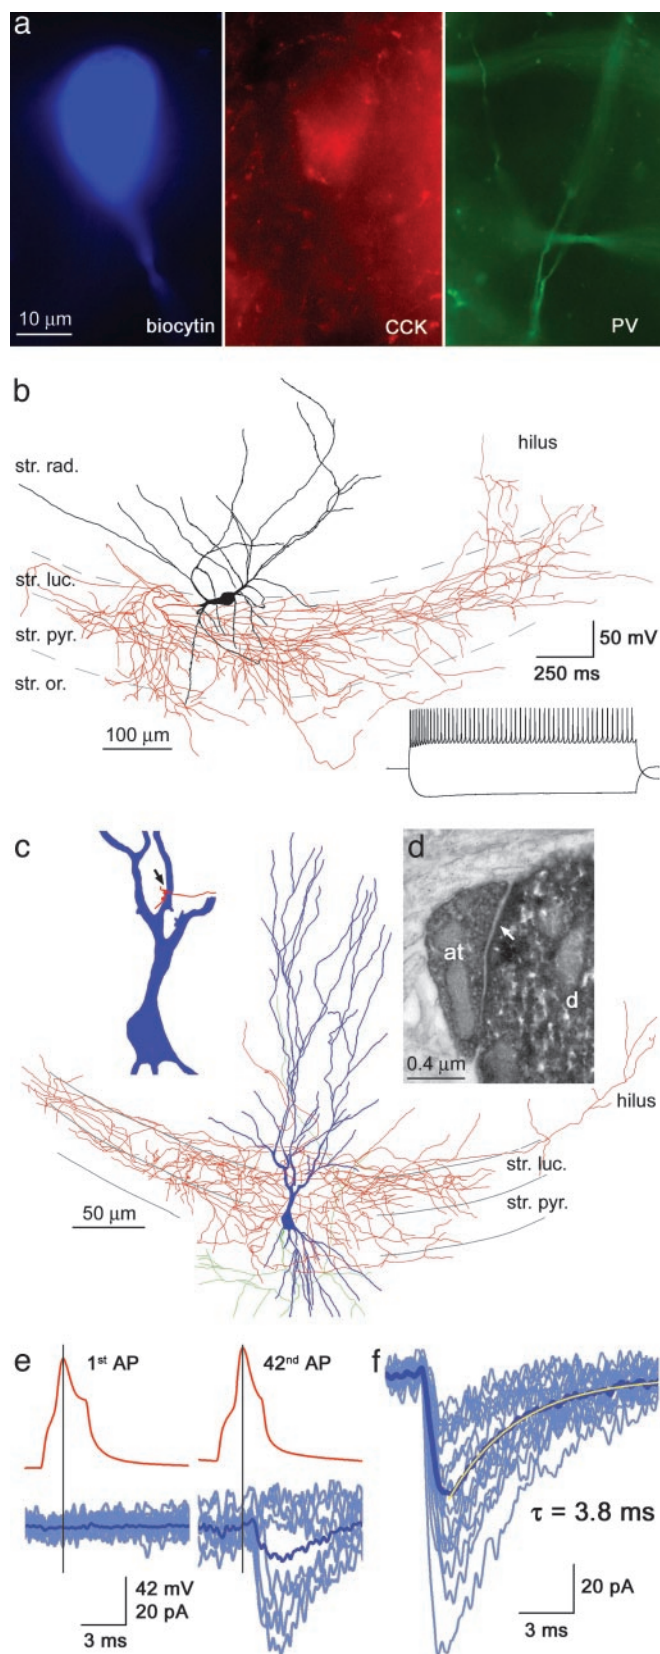 a
10 μm
biocytin
CCK
PV
b
str. rad.
hilus
str. luc.
str. pyr.
str. or.
50 mV
250 ms
100 μm
c
d
at
d
0.4 μm
hilus
str. luc.
str. pyr.
50 μm
e
1st AP
42nd AP
f
τ = 3.8 ms
42 mV
20 pA
3 ms
20 pA
3 ms